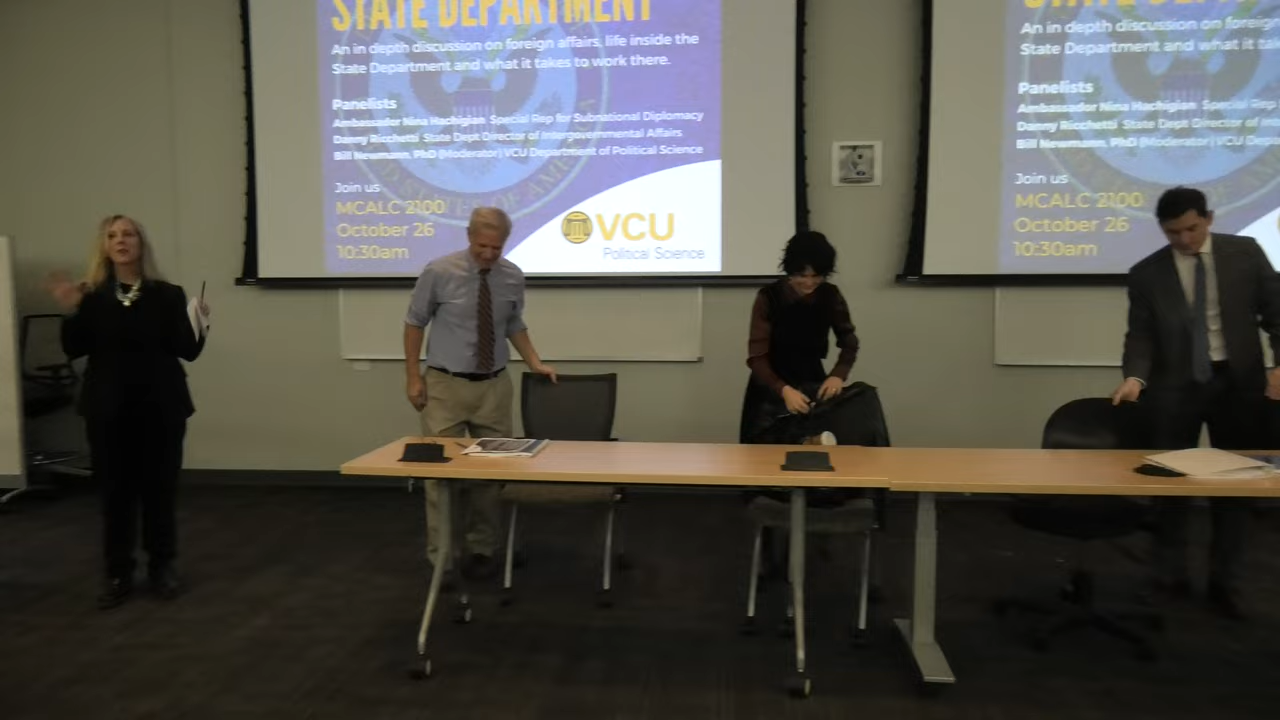 STATE DEPARTMENT
An in depth discussion on foreign affairs, life inside the
State Department and what it takes to work there.
Panelists
Ambassador Nina Hachigian Special Rep for Subnational Diplomacy
Danny Ricchetti State Dept Director of Intergovernmental Affairs
Bill Newmann, PhD (Moderator) VCU Department of Political Science
Join us
MCALC 2100
October 26
10:30am
VCU
Political Science
STATE
An in depth discussion on foreign
State Department and what it
Panelists
Ambassador Nina Hachigian Special Rep
Danny Ricchetti State Dept Director of
Bill Newmann, PhD (Moderator) VCU
Join us
MCALC 2100
October 26
10:30am